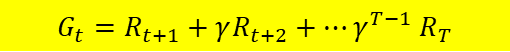 G_t = R_{t+1} + γR_{t+2} + ⋯ γ^{T−1} R_T